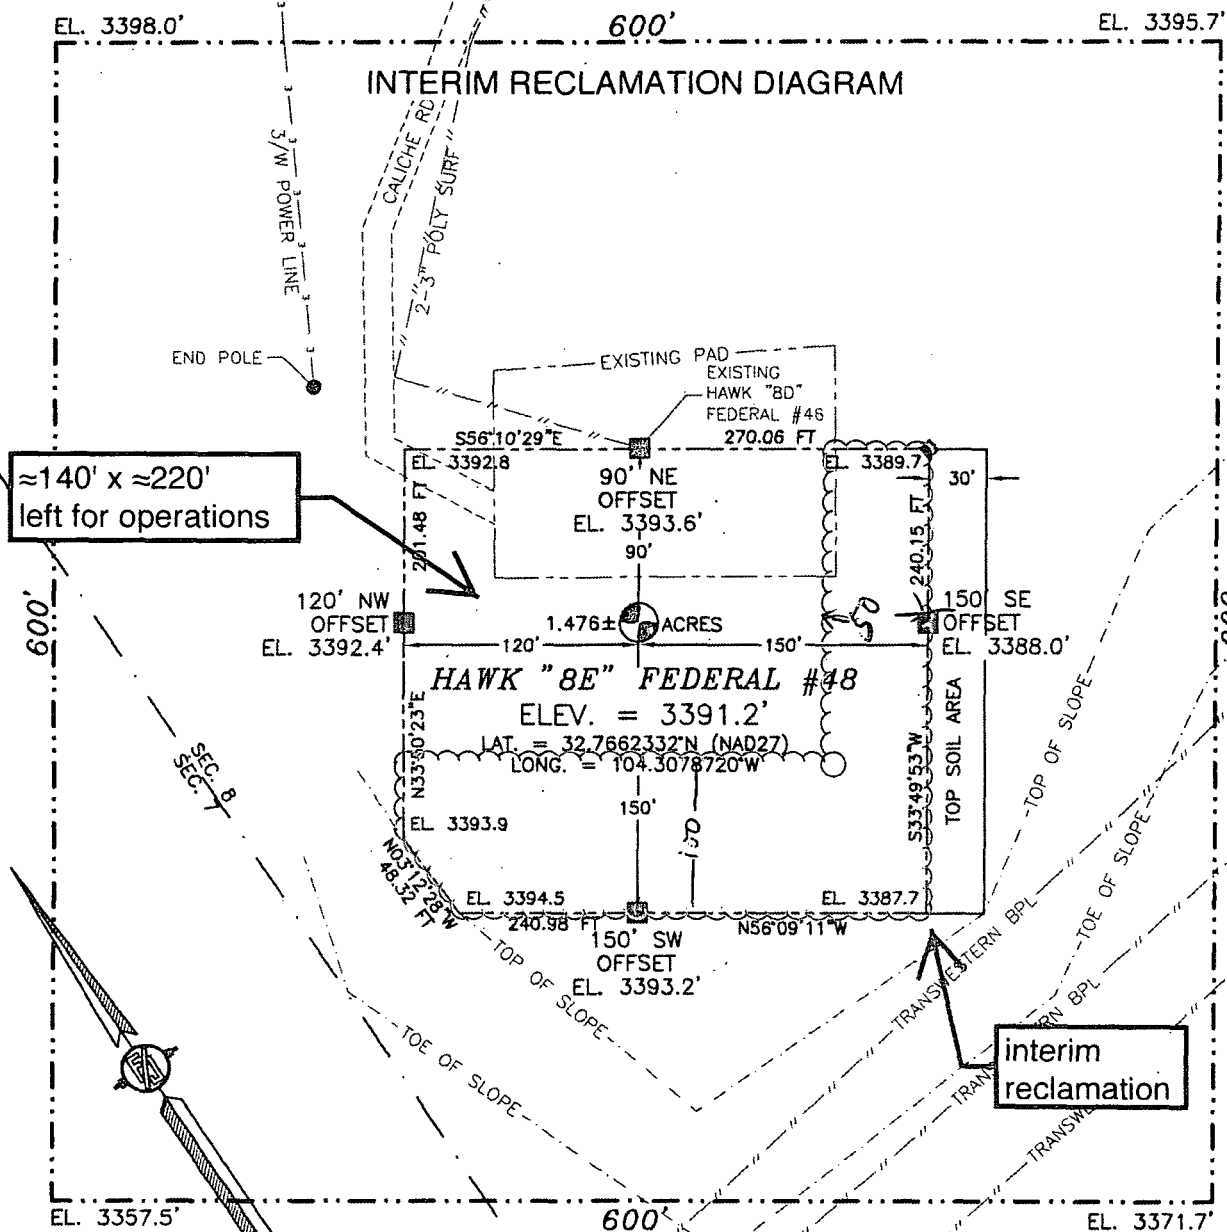 EL. 3398.0'
600'
EL. 3395.7'
INTERIM RECLAMATION DIAGRAM
3/W POWER LINE
CALICHE RD
2-3" POLY SURF
END POLE
EXISTING PAD
EXISTING
HAWK "8D"
FEDERAL #46
S56°10'29"E
270.06 FT
EL. 3392.8
EL. 3389.7
30'
90' NE
OFFSET
EL. 3393.6'
90'
≈140' x ≈220'
left for operations
201.48 FT
240.15 FT
600'
120' NW
OFFSET
EL. 3392.4'
1.476± ACRES
50
150' SE
OFFSET
EL. 3388.0'
120'
150'
HAWK "8E" FEDERAL #48
ELEV. = 3391.2'
LAT. = 32.7662332°N (NAD27)
LONG. = 104.3078720°W
N33°50'23"E
S33°49'53"W
TOP SOIL AREA
TOP OF SLOPE
SEC. 8
SEC. 7
150'
100
EL. 3393.9
N03°12'28"W
48.32 FT
EL. 3394.5
EL. 3387.7
240.98 FT
N56°09'11"W
150' SW
OFFSET
EL. 3393.2'
TOP OF SLOPE
TOE OF SLOPE
TOE OF SLOPE
TRANSWESTERN BPL
RN BPL
interim
reclamation
TRANSW
EL. 3357.5'
600'
EL. 3371.7'